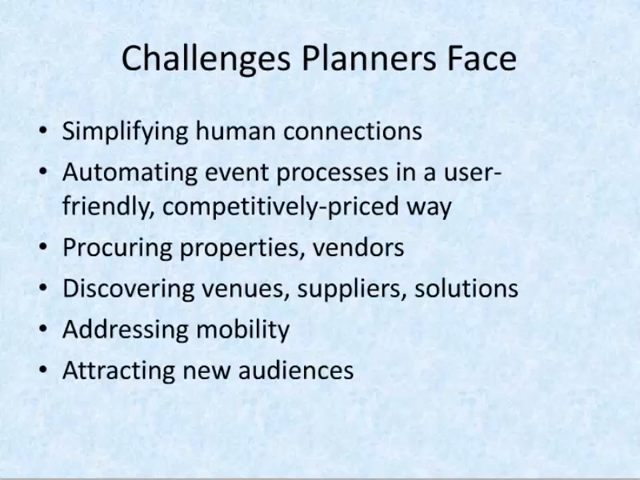 Challenges Planners Face
• Simplifying human connections
• Automating event processes in a user-
friendly, competitively-priced way
• Procuring properties, vendors
• Discovering venues, suppliers, solutions
• Addressing mobility
• Attracting new audiences